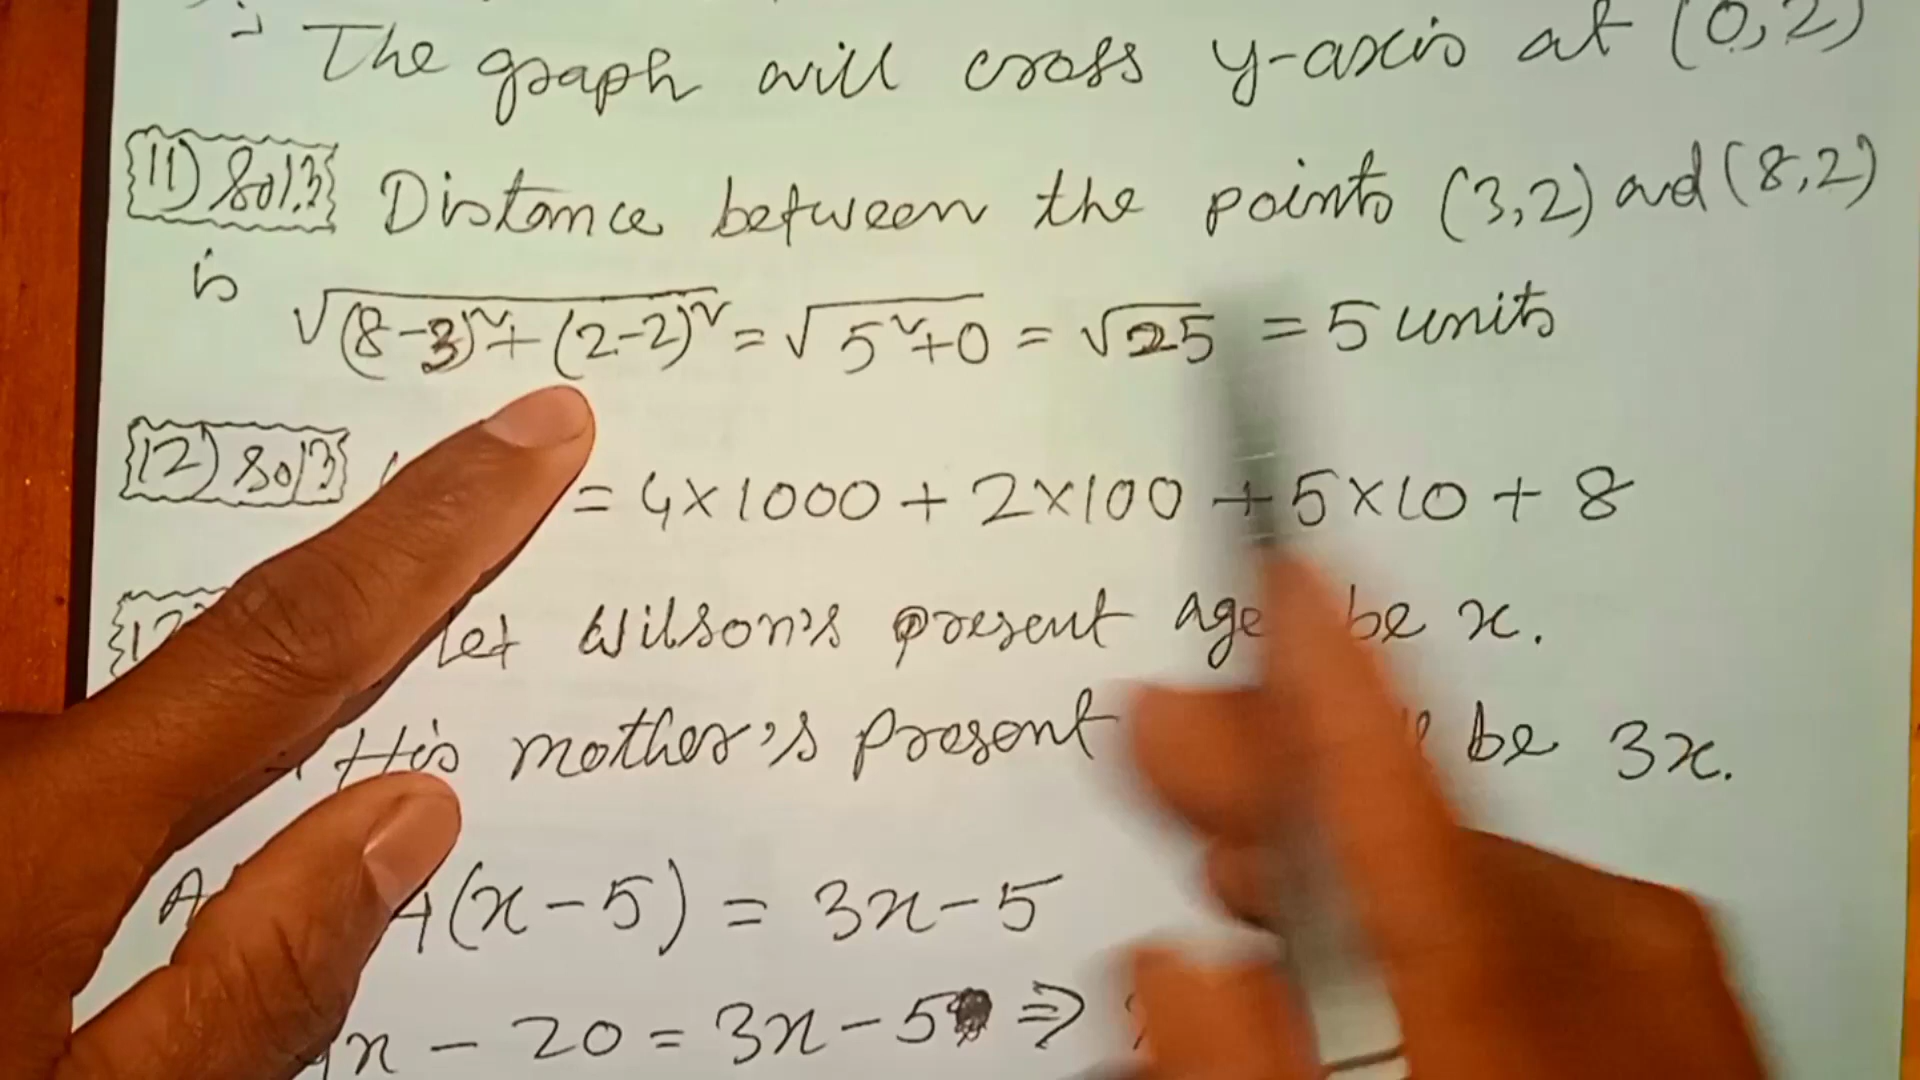 The graph will cross y-axis at (0,2)
11) Sol: Distance between the points (3,2) and (8,2)
is √(8-3)²+(2-2)² = √5²+0 = √25 = 5 units
12) Sol: = 4×1000 + 2×100 + 5×10 + 8
Let Wilson's present age be x.
His mother's present be 3x.
4(x-5) = 3x-5
x - 20 = 3x-5 ⇒